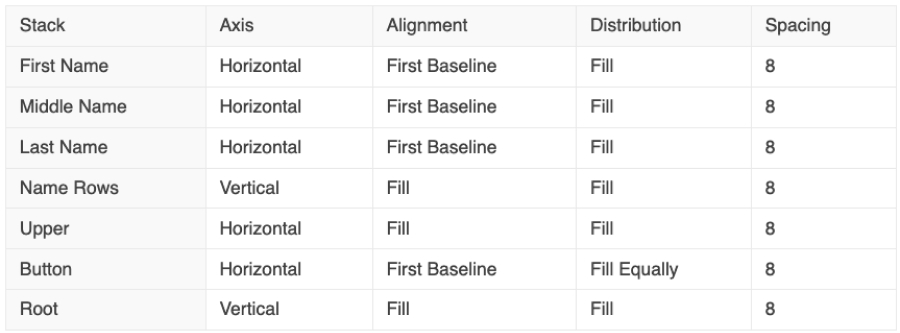 Stack Axis Alignment Distribution Spacing
First Name Horizontal First Baseline Fill 8
Middle Name Horizontal First Baseline Fill 8
Last Name Horizontal First Baseline Fill 8
Name Rows Vertical Fill Fill 8
Upper Horizontal Fill Fill 8
Button Horizontal First Baseline Fill Equally 8
Root Vertical Fill Fill 8